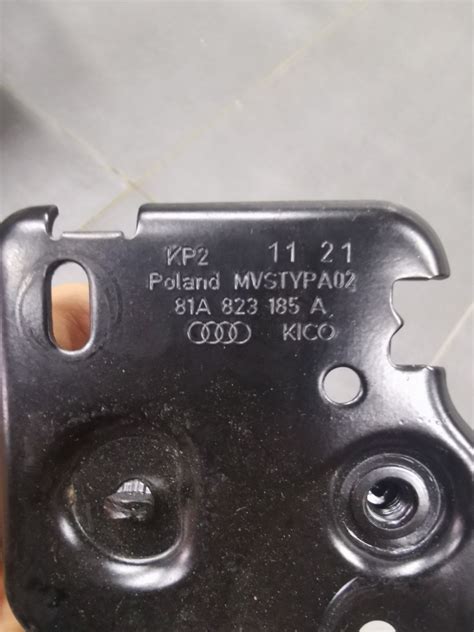 KP2 11 21
Poland MVSTYPA02
81A 823 185 A
KICO